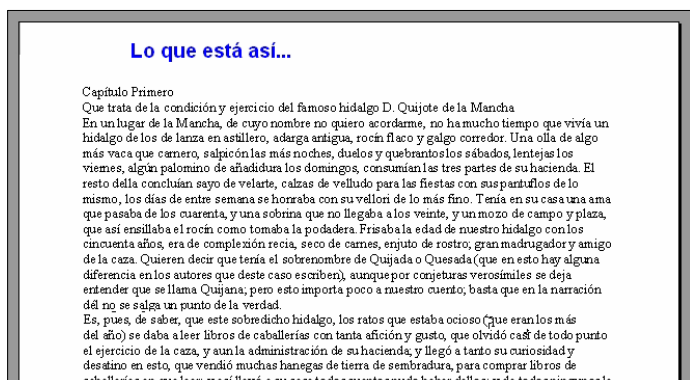 Lo que está así...
Capítulo Primero
Que trata de la condición y ejercicio del famoso hidalgo D. Quijote de la Mancha
En un lugar de la Mancha, de cuyo nombre no quiero acordarme, no ha mucho tiempo que vivía un
hidalgo de los de lanza en astillero, adarga antigua, rocín flaco y galgo corredor. Una olla de algo
más vaca que carnero, salpicón las más noches, duelos y quebrantos los sábados, lentejas los
viernes, algún palomino de añadidura los domingos, consumían las tres partes de su hacienda. El
resto della concluían sayo de velarte, calzas de velludo para las fiestas con sus pantuflos de lo
mismo, los días de entre semana se honraba con su vellori de lo más fino. Tenía en su casa una ama
que pasaba de los cuarenta, y una sobrina que no llegaba a los veinte, y un mozo de campo y plaza,
que así ensillaba el rocín como tomaba la podadera. Frisaba la edad de nuestro hidalgo con los
cincuenta años, era de complexión recia, seco de carnes, enjuto de rostro; gran madrugador y amigo
de la caza. Quieren decir que tenía el sobrenombre de Quijada o Quesada (que en esto hay alguna
diferencia en los autores que deste caso escriben), aunque por conjeturas verosímiles se deja
entender que se llama Quijana; pero esto importa poco a nuestro cuento; basta que en la narración
dél no se salga un punto de la verdad.
Es, pues, de saber, que este sobredicho hidalgo, los ratos que estaba ocioso (que eran los más
del año) se daba a leer libros de caballerías con tanta afición y gusto, que olvidó casi de todo punto
el ejercicio de la caza, y aun la administración de su hacienda; y llegó a tanto su curiosidad y
desatino en esto, que vendió muchas hanegas de tierra de sembradura, para comprar libros de